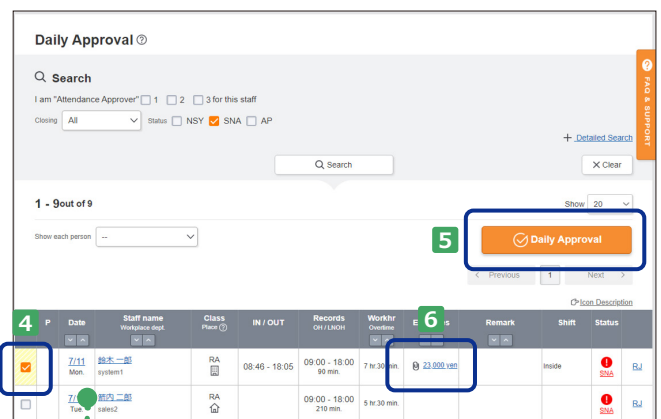 Daily Approval
Search
I am "Attendance Approver" 1 2 3 for this staff
Closing All Status NSY SNA AP
+ Detailed Search
Search
Clear
FAQ & SUPPORT
1 - 9out of 9
Show 20
Show each person --
5
Daily Approval
Previous 1 Next
Icon Description
4 P Date Staff name Workplace dept. Class Place IN / OUT Records OH / LNOH Workhr Overtime 6 Remark Shift Status
7/11 Mon. 鈴木 一郎 system1 RA 08:46 - 18:05 09:00 - 18:00 90 min. 7 hr.30 min. 23,000 yen Inside SNA RJ
Tue. 箭内 二郎 sales2 RA 09:00 - 18:00 210 min. 5 hr.30 min. SNA RJ